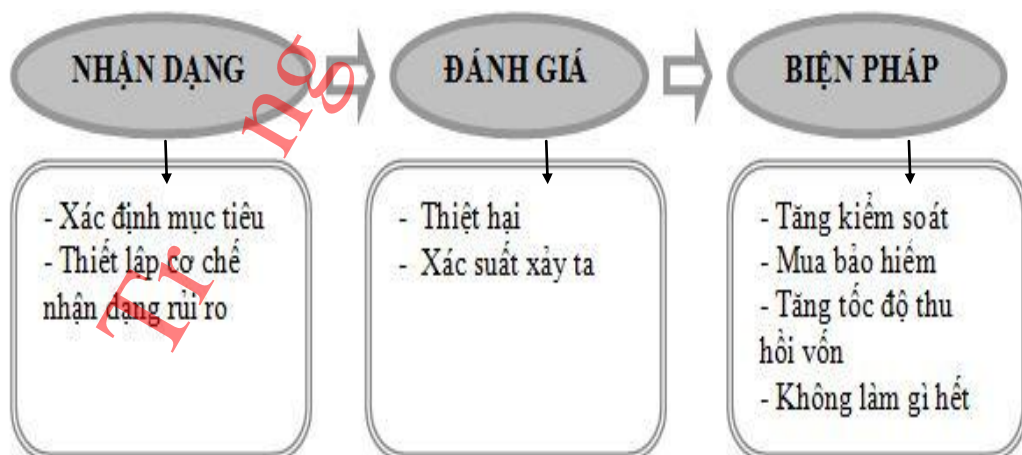 NHẬN DẠNG
ĐÁNH GIÁ
BIỆN PHÁP
- Xác định mục tiêu
- Thiết lập cơ chế
nhận dạng rủi ro
- Thiệt hại
- Xác suất xảy ta
- Tăng kiểm soát
- Mua bảo hiểm
- Tăng tốc độ thu
hồi vốn
- Không làm gì hết
Tr ng